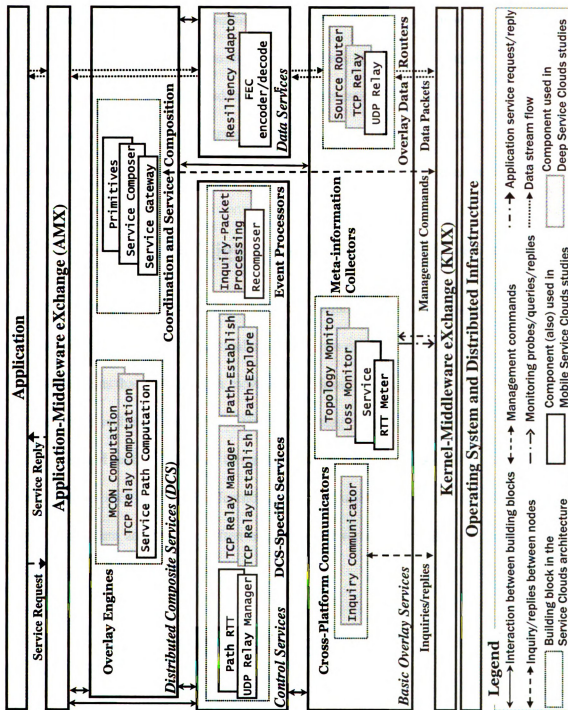 Application
Service Request
Service Reply
Application-Middleware eXchange (AMX)
Overlay Engines
MCON Computation
TCP Relay Computation
Service Path Computation
Primitives
Service Composer
Service Gateway
Coordination and Service Composition
Distributed Composite Services (DCS)
Path RTT
UDP Relay Manager
TCP Relay Manager
TCP Relay Establish
Path-Establish
Path-Explore
DCS-Specific Services
Inquiry-Packet
Processing
Recomposer
Event Processors
Control Services
Resiliency Adaptor
FEC
encoder/decoder
Data Services
Cross-Platform Communicators
Inquiry Communicator
Topology Monitor
Loss Monitor
Service
RTT Meter
Meta-information
Collectors
Source Router
TCP Relay
UDP Relay
Overlay Data Routers
Basic Overlay Services
Inquiries/replies
Management Commands
Data Packets
Kernel-Middleware eXchange (KMX)
Operating System and Distributed Infrastructure
Legend
Interaction between building blocks
Management commands
Application service request/reply
Inquiry/replies between nodes
Monitoring probes/queries/replies
Data stream flow
Building block in the
Service Clouds architecture
Component (also) used in
Mobile Service Clouds studies
Component used in
Deep Service Clouds studies